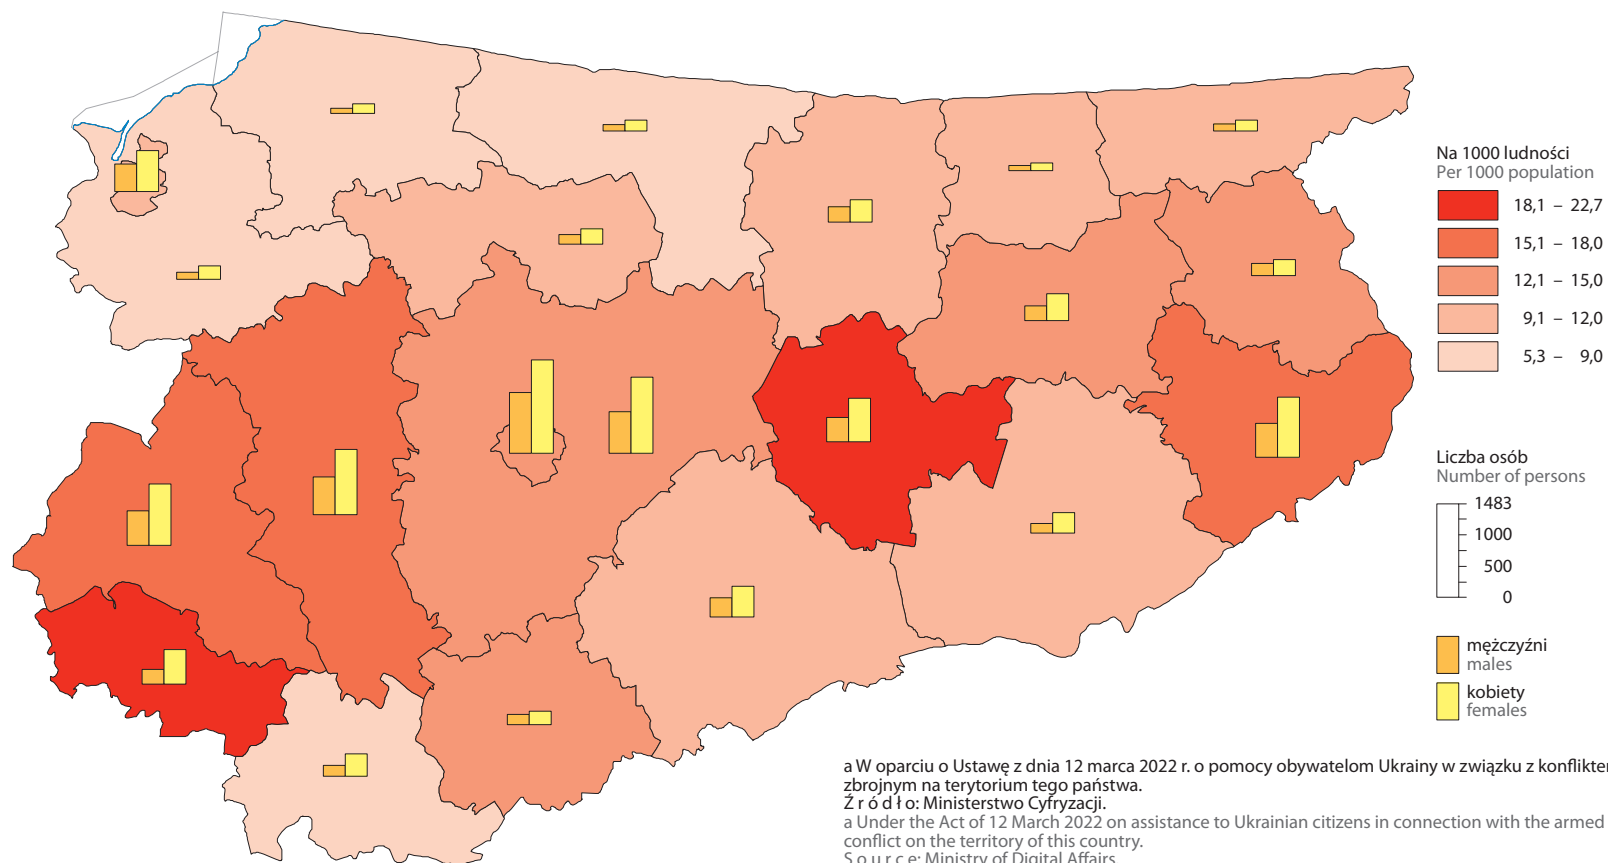 Na 1000 ludności
Per 1000 population
18,1 – 22,7
15,1 – 18,0
12,1 – 15,0
9,1 – 12,0
5,3 – 9,0
Liczba osób
Number of persons
1483
1000
500
0
mężczyźni
males
kobiety
females
a W oparciu o Ustawę z dnia 12 marca 2022 r. o pomocy obywatelom Ukrainy w związku z konfliktem
zbrojnym na terytorium tego państwa.
Ź r ó d ł o: Ministerstwo Cyfryzacji.
a Under the Act of 12 March 2022 on assistance to Ukrainian citizens in connection with the armed
conflict on the territory of this country.
S o u r c e: Ministry of Digital Affairs.